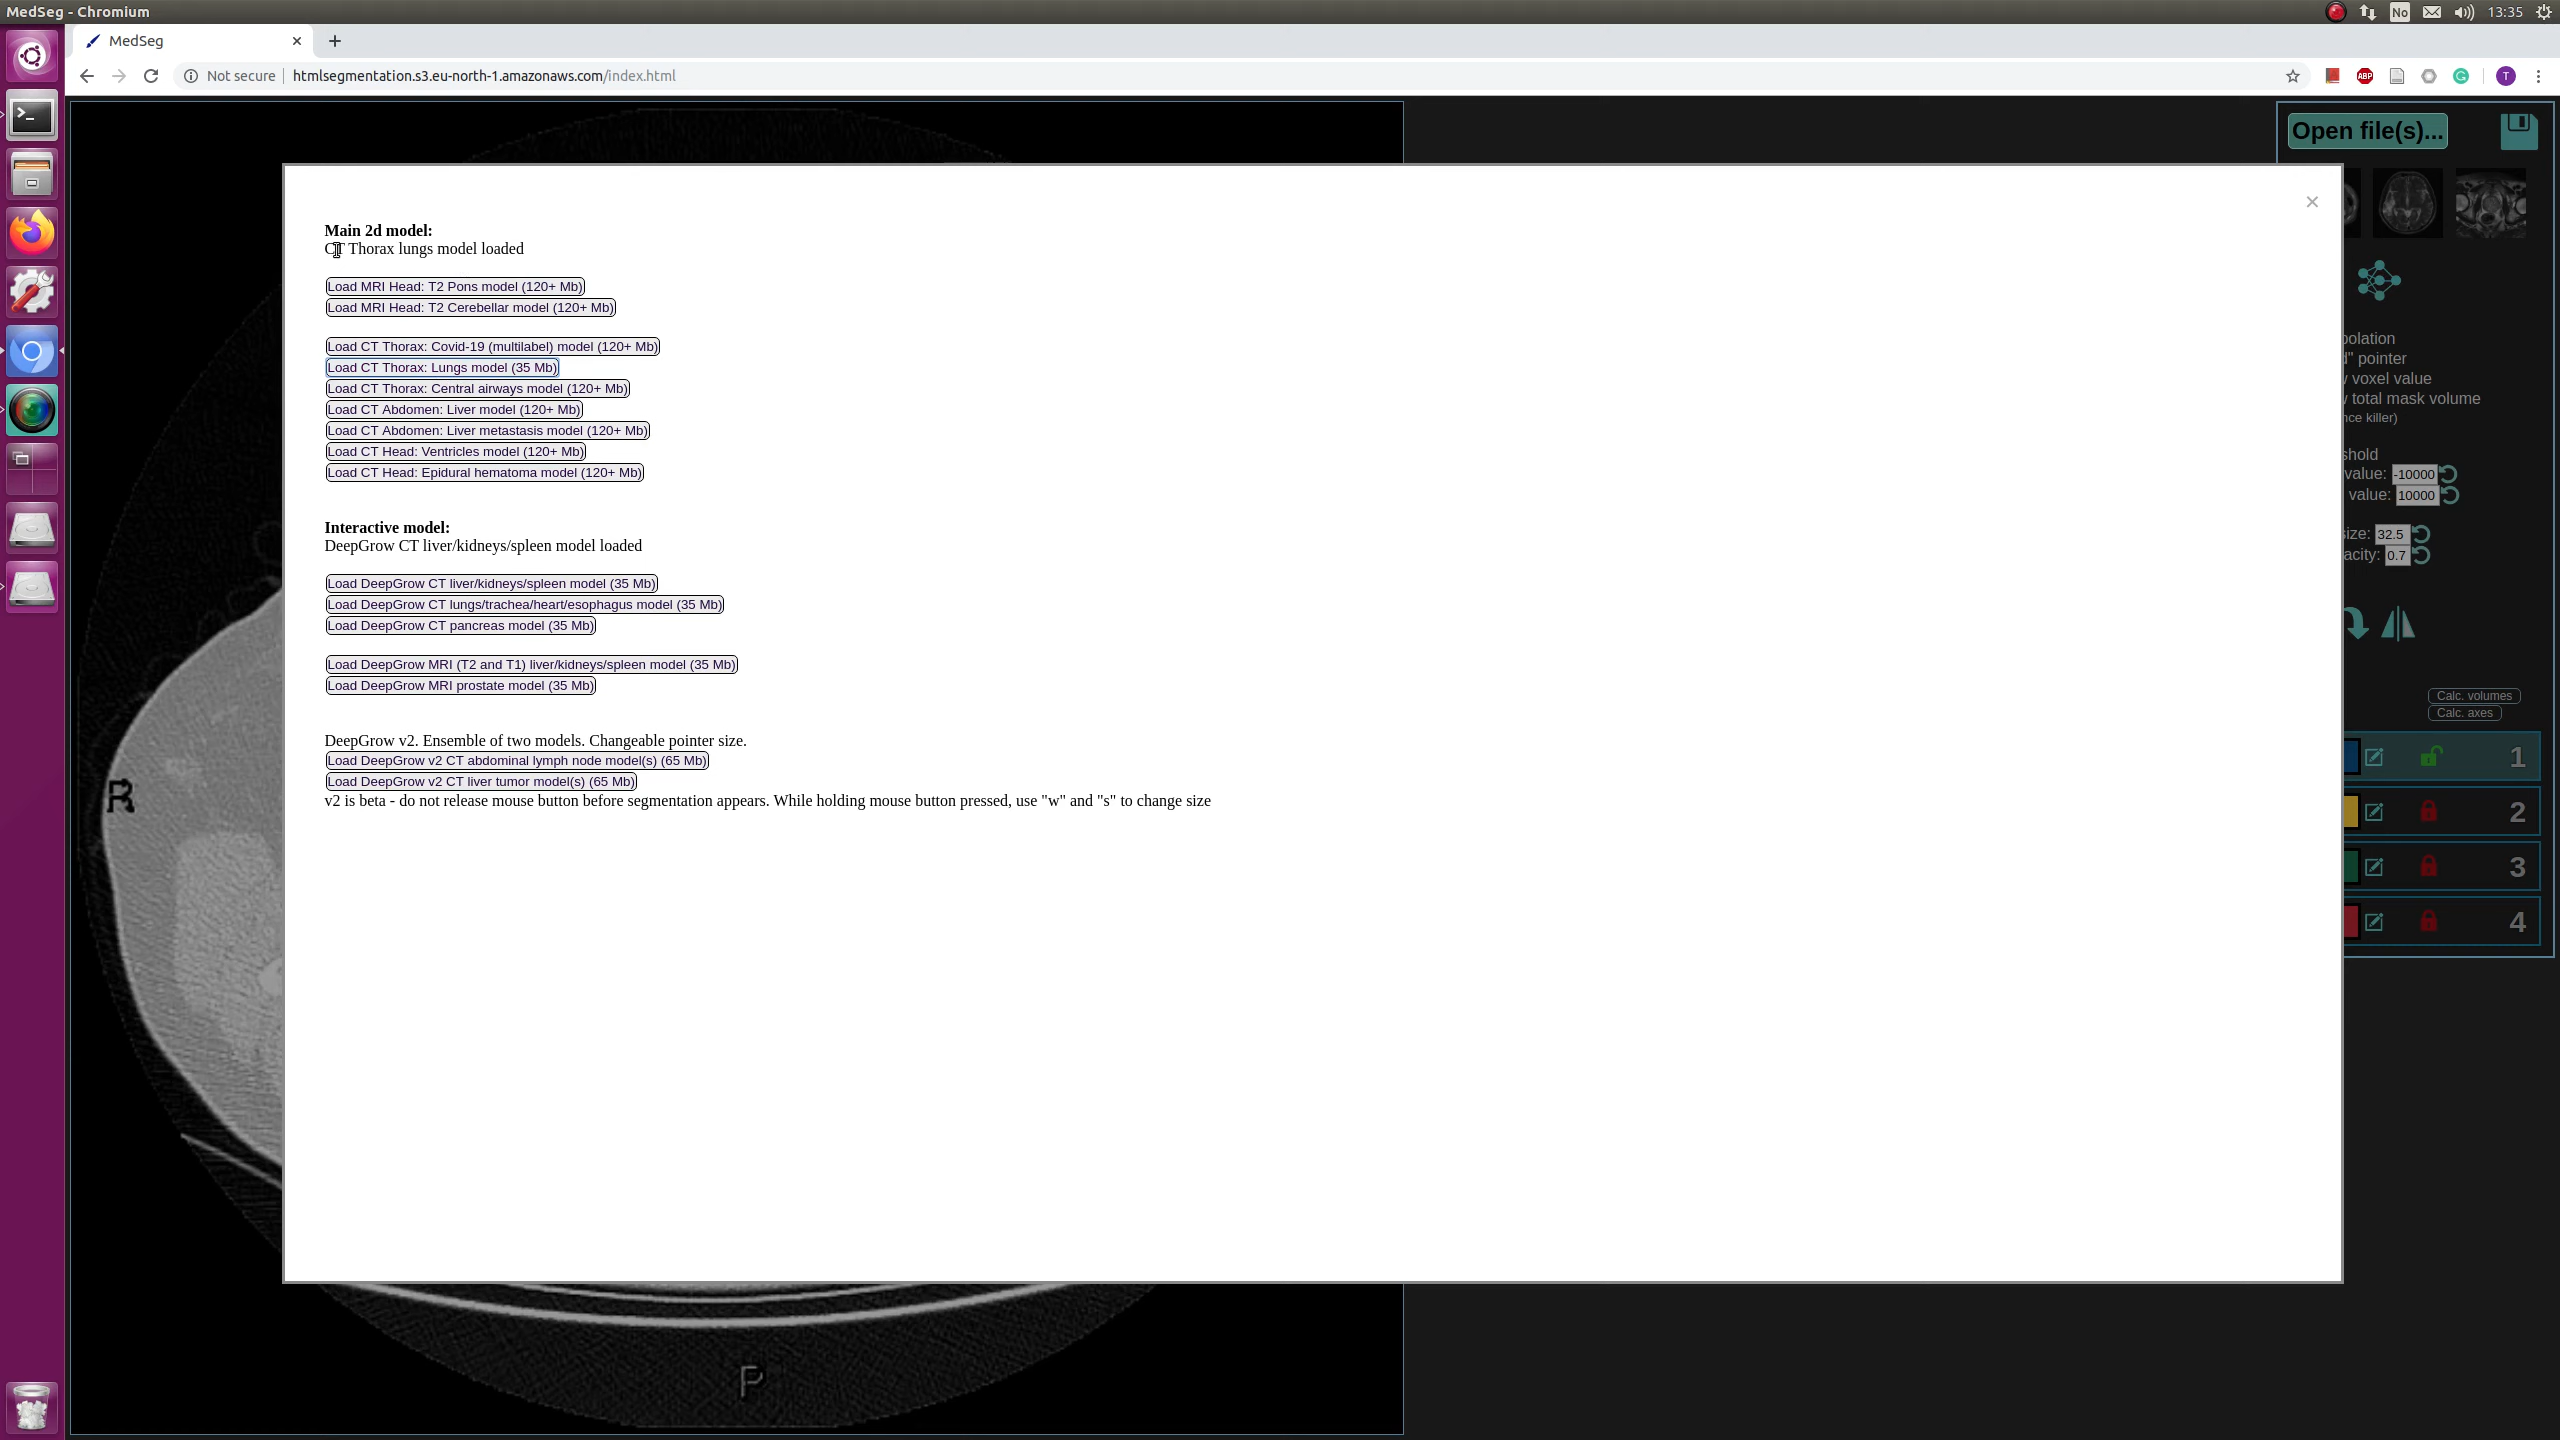 MedSeg - Chromium
No
13:35
MedSeg
Not secure
htmlsegmentation.s3.eu-north-1.amazonaws.com/index.html
ABP
T
Open file(s)...
Main 2d model:
CT Thorax lungs model loaded
Load MRI Head: T2 Pons model (120+ Mb)
Load MRI Head: T2 Cerebellar model (120+ Mb)
Load CT Thorax: Covid-19 (multilabel) model (120+ Mb)
Load CT Thorax: Lungs model (35 Mb)
Load CT Thorax: Central airways model (120+ Mb)
Load CT Abdomen: Liver model (120+ Mb)
Load CT Abdomen: Liver metastasis model (120+ Mb)
Load CT Head: Ventricles model (120+ Mb)
Load CT Head: Epidural hematoma model (120+ Mb)
Interactive model:
DeepGrow CT liver/kidneys/spleen model loaded
Load DeepGrow CT liver/kidneys/spleen model (35 Mb)
Load DeepGrow CT lungs/trachea/heart/esophagus model (35 Mb)
Load DeepGrow CT pancreas model (35 Mb)
Load DeepGrow MRI (T2 and T1) liver/kidneys/spleen model (35 Mb)
Load DeepGrow MRI prostate model (35 Mb)
DeepGrow v2. Ensemble of two models. Changeable pointer size.
Load DeepGrow v2 CT abdominal lymph node model(s) (65 Mb)
Load DeepGrow v2 CT liver tumor model(s) (65 Mb)
v2 is beta - do not release mouse button before segmentation appears. While holding mouse button pressed, use "w" and "s" to change size
R
P
pointer
voxel value
total mask volume
killer)
value: -10000
value: 10000
32.5
0.7
Calc. volumes
Calc. axes
1
2
3
4